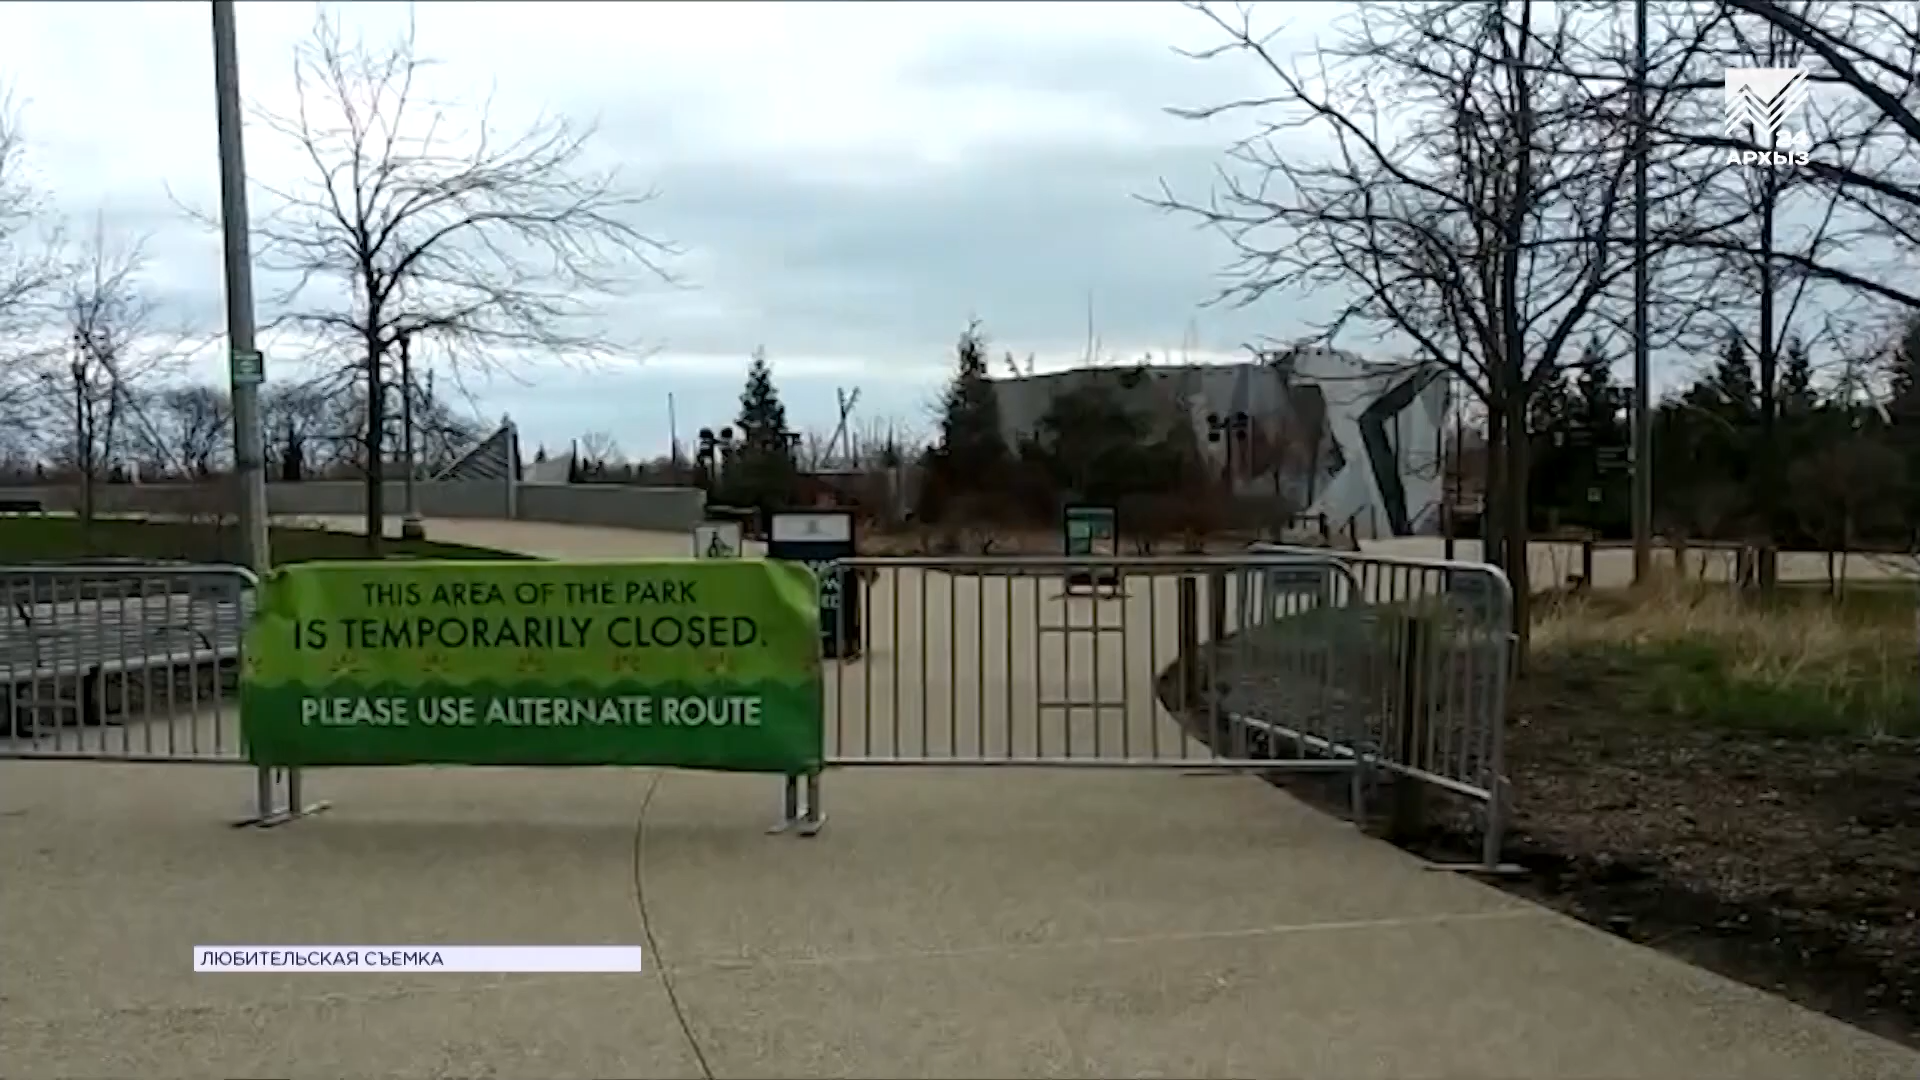 24
АРХЫЗ
THIS AREA OF THE PARK
IS TEMPORARILY CLOSED.
PLEASE USE ALTERNATE ROUTE
ЛЮБИТЕЛЬСКАЯ СЪЕМКА